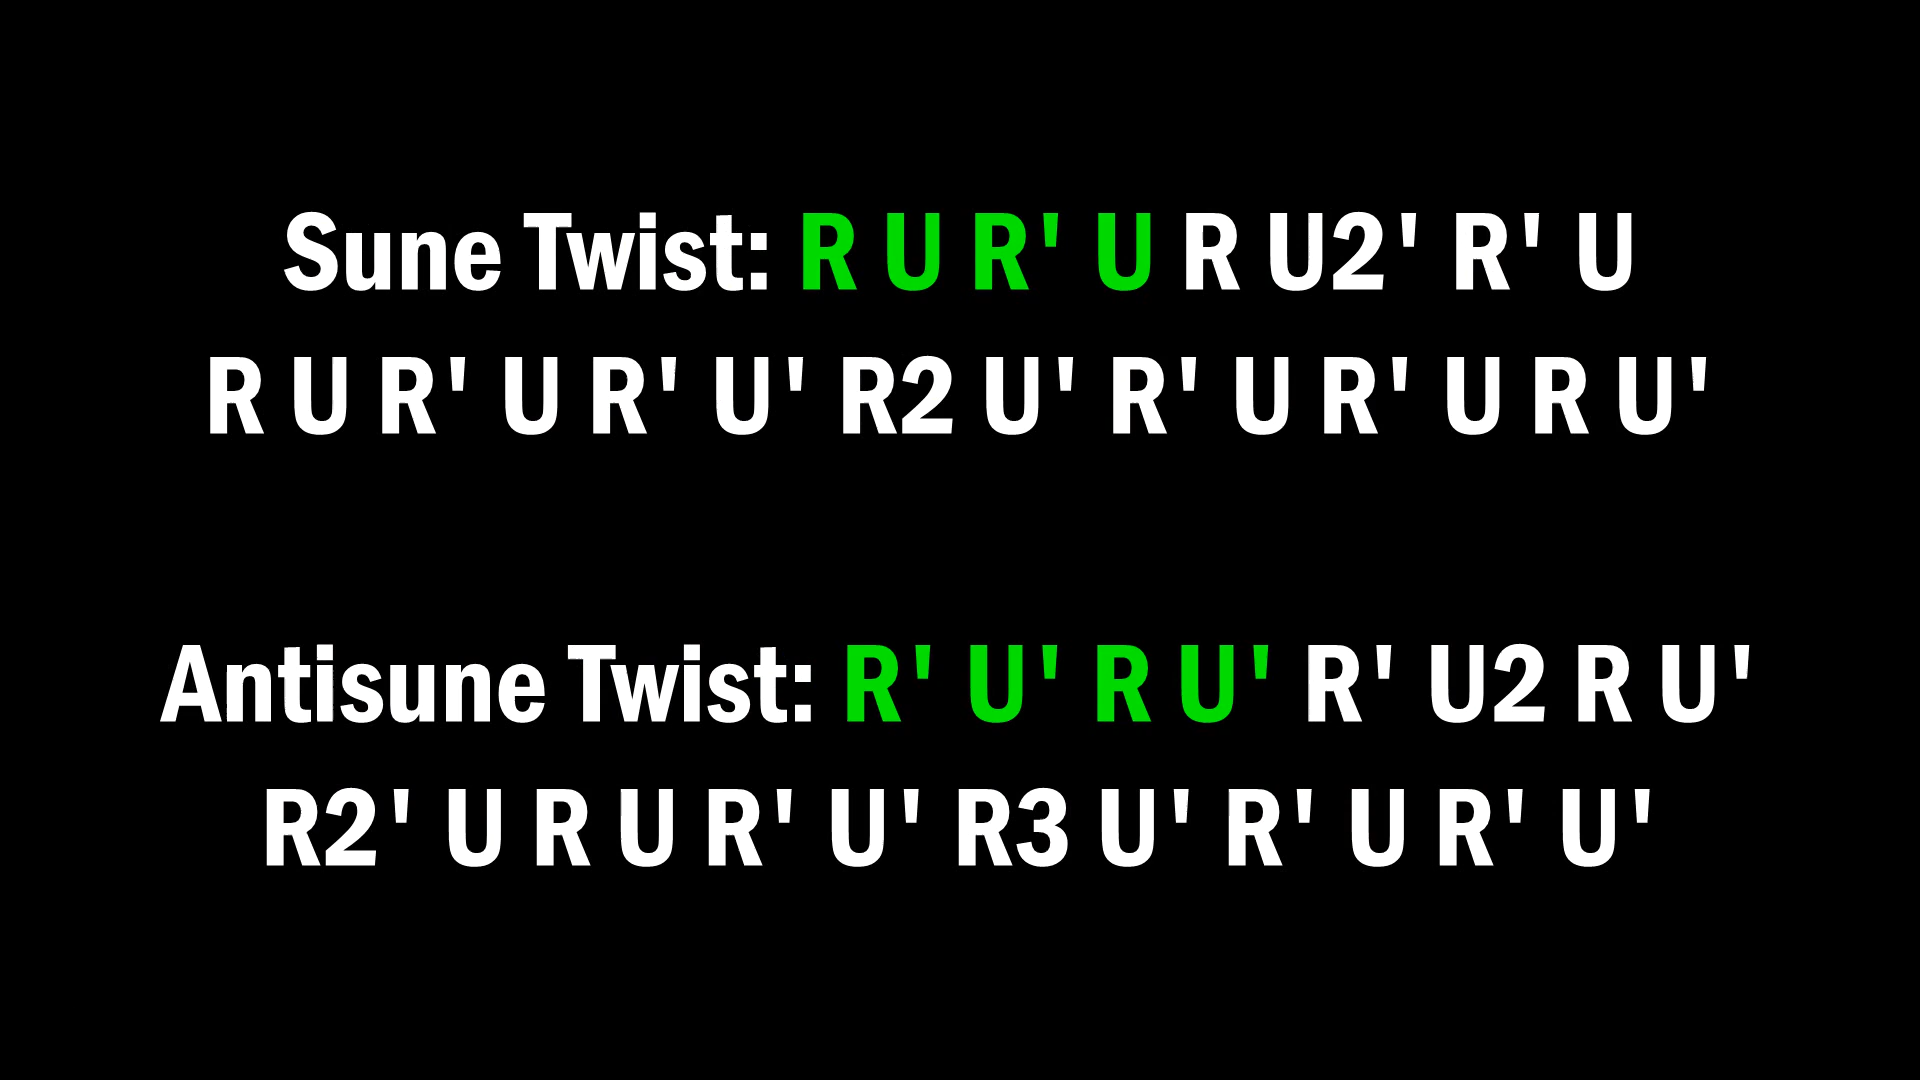 Sune Twist: R U R' U R U2' R' U
R U R' U R' U' R2 U' R' U R' U R U'
Antisune Twist: R' U' R U' R' U2 R U'
R2' U R U R' U' R3 U' R' U R' U'